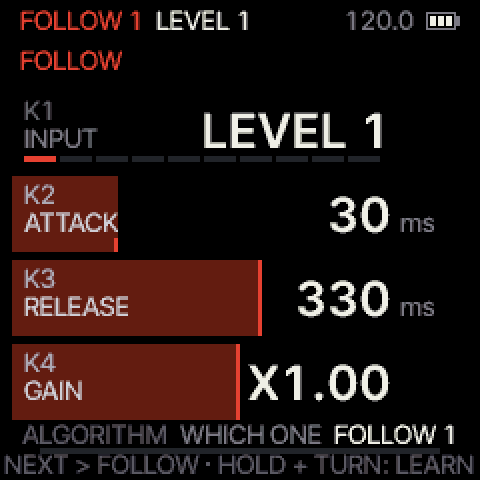 FOLLOW 1 LEVEL 1 120.0
FOLLOW
K1
INPUT LEVEL 1
K2
ATTACK 30 ms
K3
RELEASE 330 ms
K4
GAIN X1.00
ALGORITHM WHICH ONE FOLLOW 1
NEXT > FOLLOW · HOLD + TURN: LEARN